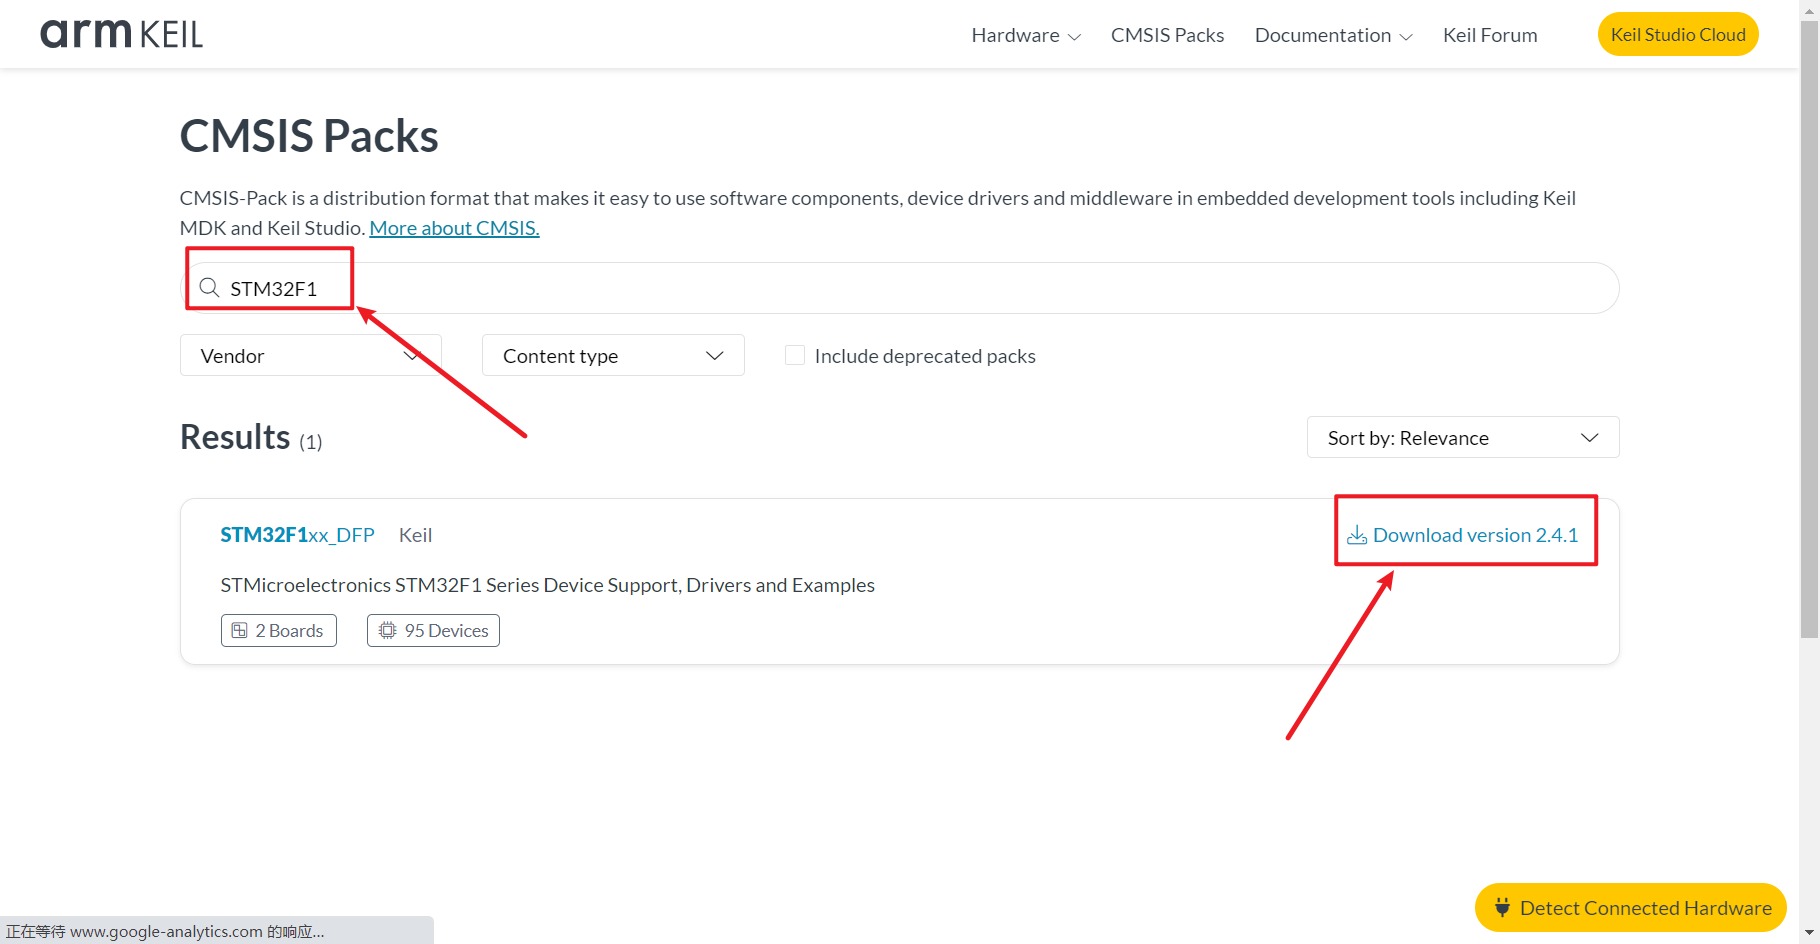 arm KEIL
Hardware
CMSIS Packs
Documentation
Keil Forum
Keil Studio Cloud
CMSIS Packs
CMSIS-Pack is a distribution format that makes it easy to use software components, device drivers and middleware in embedded development tools including Keil
MDK and Keil Studio. More about CMSIS.
STM32F1
Vendor
Content type
Include deprecated packs
Results (1)
Sort by: Relevance
STM32F1xx_DFP Keil
Download version 2.4.1
STMicroelectronics STM32F1 Series Device Support, Drivers and Examples
2 Boards
95 Devices
Detect Connected Hardware
正在等待 www.google-analytics.com 的响应...